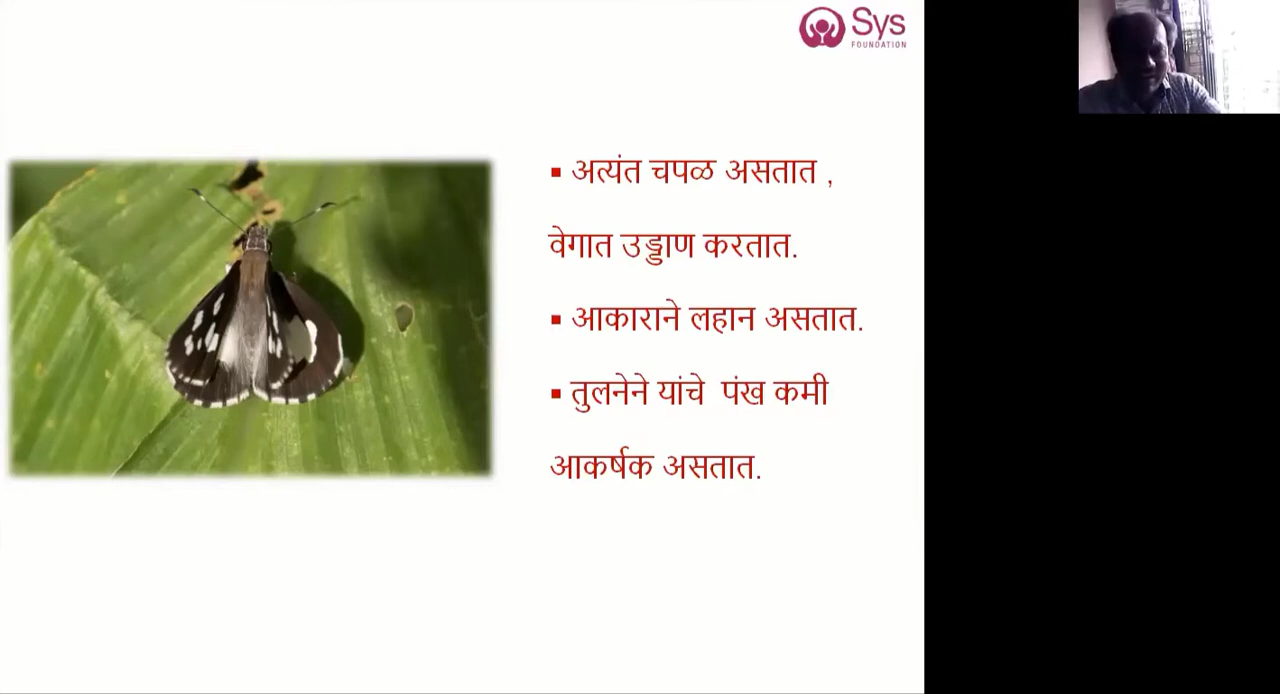 Sys
FOUNDATION
▪ अत्यंत चपळ असतात ,
वेगात उड्डाण करतात.
▪ आकाराने लहान असतात.
▪ तुलनेने यांचे पंख कमी
आकर्षक असतात.